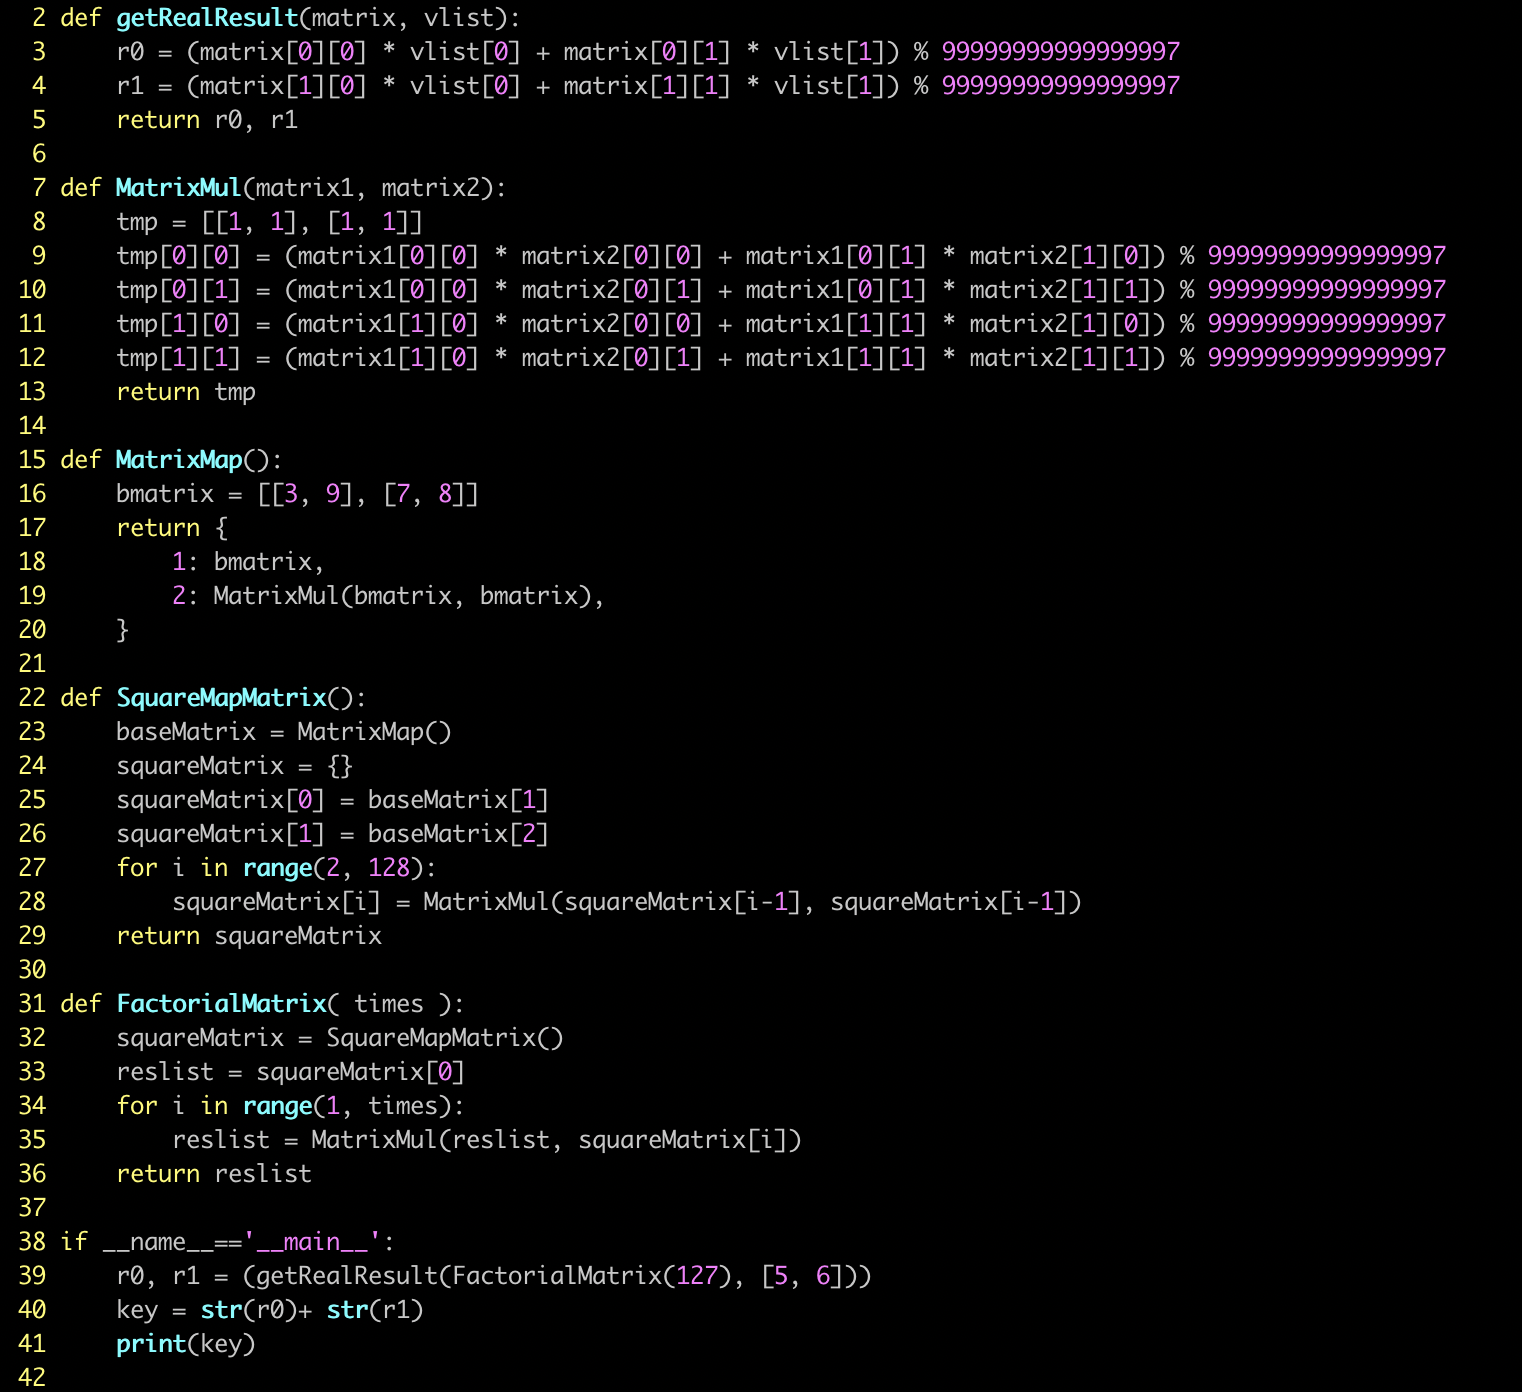 2 def getRealResult(matrix, vlist):
3     r0 = (matrix[0][0] * vlist[0] + matrix[0][1] * vlist[1]) % 99999999999999997
4     r1 = (matrix[1][0] * vlist[0] + matrix[1][1] * vlist[1]) % 99999999999999997
5     return r0, r1
6
7 def MatrixMul(matrix1, matrix2):
8     tmp = [[1, 1], [1, 1]]
9     tmp[0][0] = (matrix1[0][0] * matrix2[0][0] + matrix1[0][1] * matrix2[1][0]) % 99999999999999997
10     tmp[0][1] = (matrix1[0][0] * matrix2[0][1] + matrix1[0][1] * matrix2[1][1]) % 99999999999999997
11     tmp[1][0] = (matrix1[1][0] * matrix2[0][0] + matrix1[1][1] * matrix2[1][0]) % 99999999999999997
12     tmp[1][1] = (matrix1[1][0] * matrix2[0][1] + matrix1[1][1] * matrix2[1][1]) % 99999999999999997
13     return tmp
14
15 def MatrixMap():
16     bmatrix = [[3, 9], [7, 8]]
17     return {
18         1: bmatrix,
19         2: MatrixMul(bmatrix, bmatrix),
20     }
21
22 def SquareMapMatrix():
23     baseMatrix = MatrixMap()
24     squareMatrix = {}
25     squareMatrix[0] = baseMatrix[1]
26     squareMatrix[1] = baseMatrix[2]
27     for i in range(2, 128):
28         squareMatrix[i] = MatrixMul(squareMatrix[i-1], squareMatrix[i-1])
29     return squareMatrix
30
31 def FactorialMatrix( times ):
32     squareMatrix = SquareMapMatrix()
33     reslist = squareMatrix[0]
34     for i in range(1, times):
35         reslist = MatrixMul(reslist, squareMatrix[i])
36     return reslist
37
38 if __name__=='__main__':
39     r0, r1 = (getRealResult(FactorialMatrix(127), [5, 6]))
40     key = str(r0)+ str(r1)
41     print(key)
42